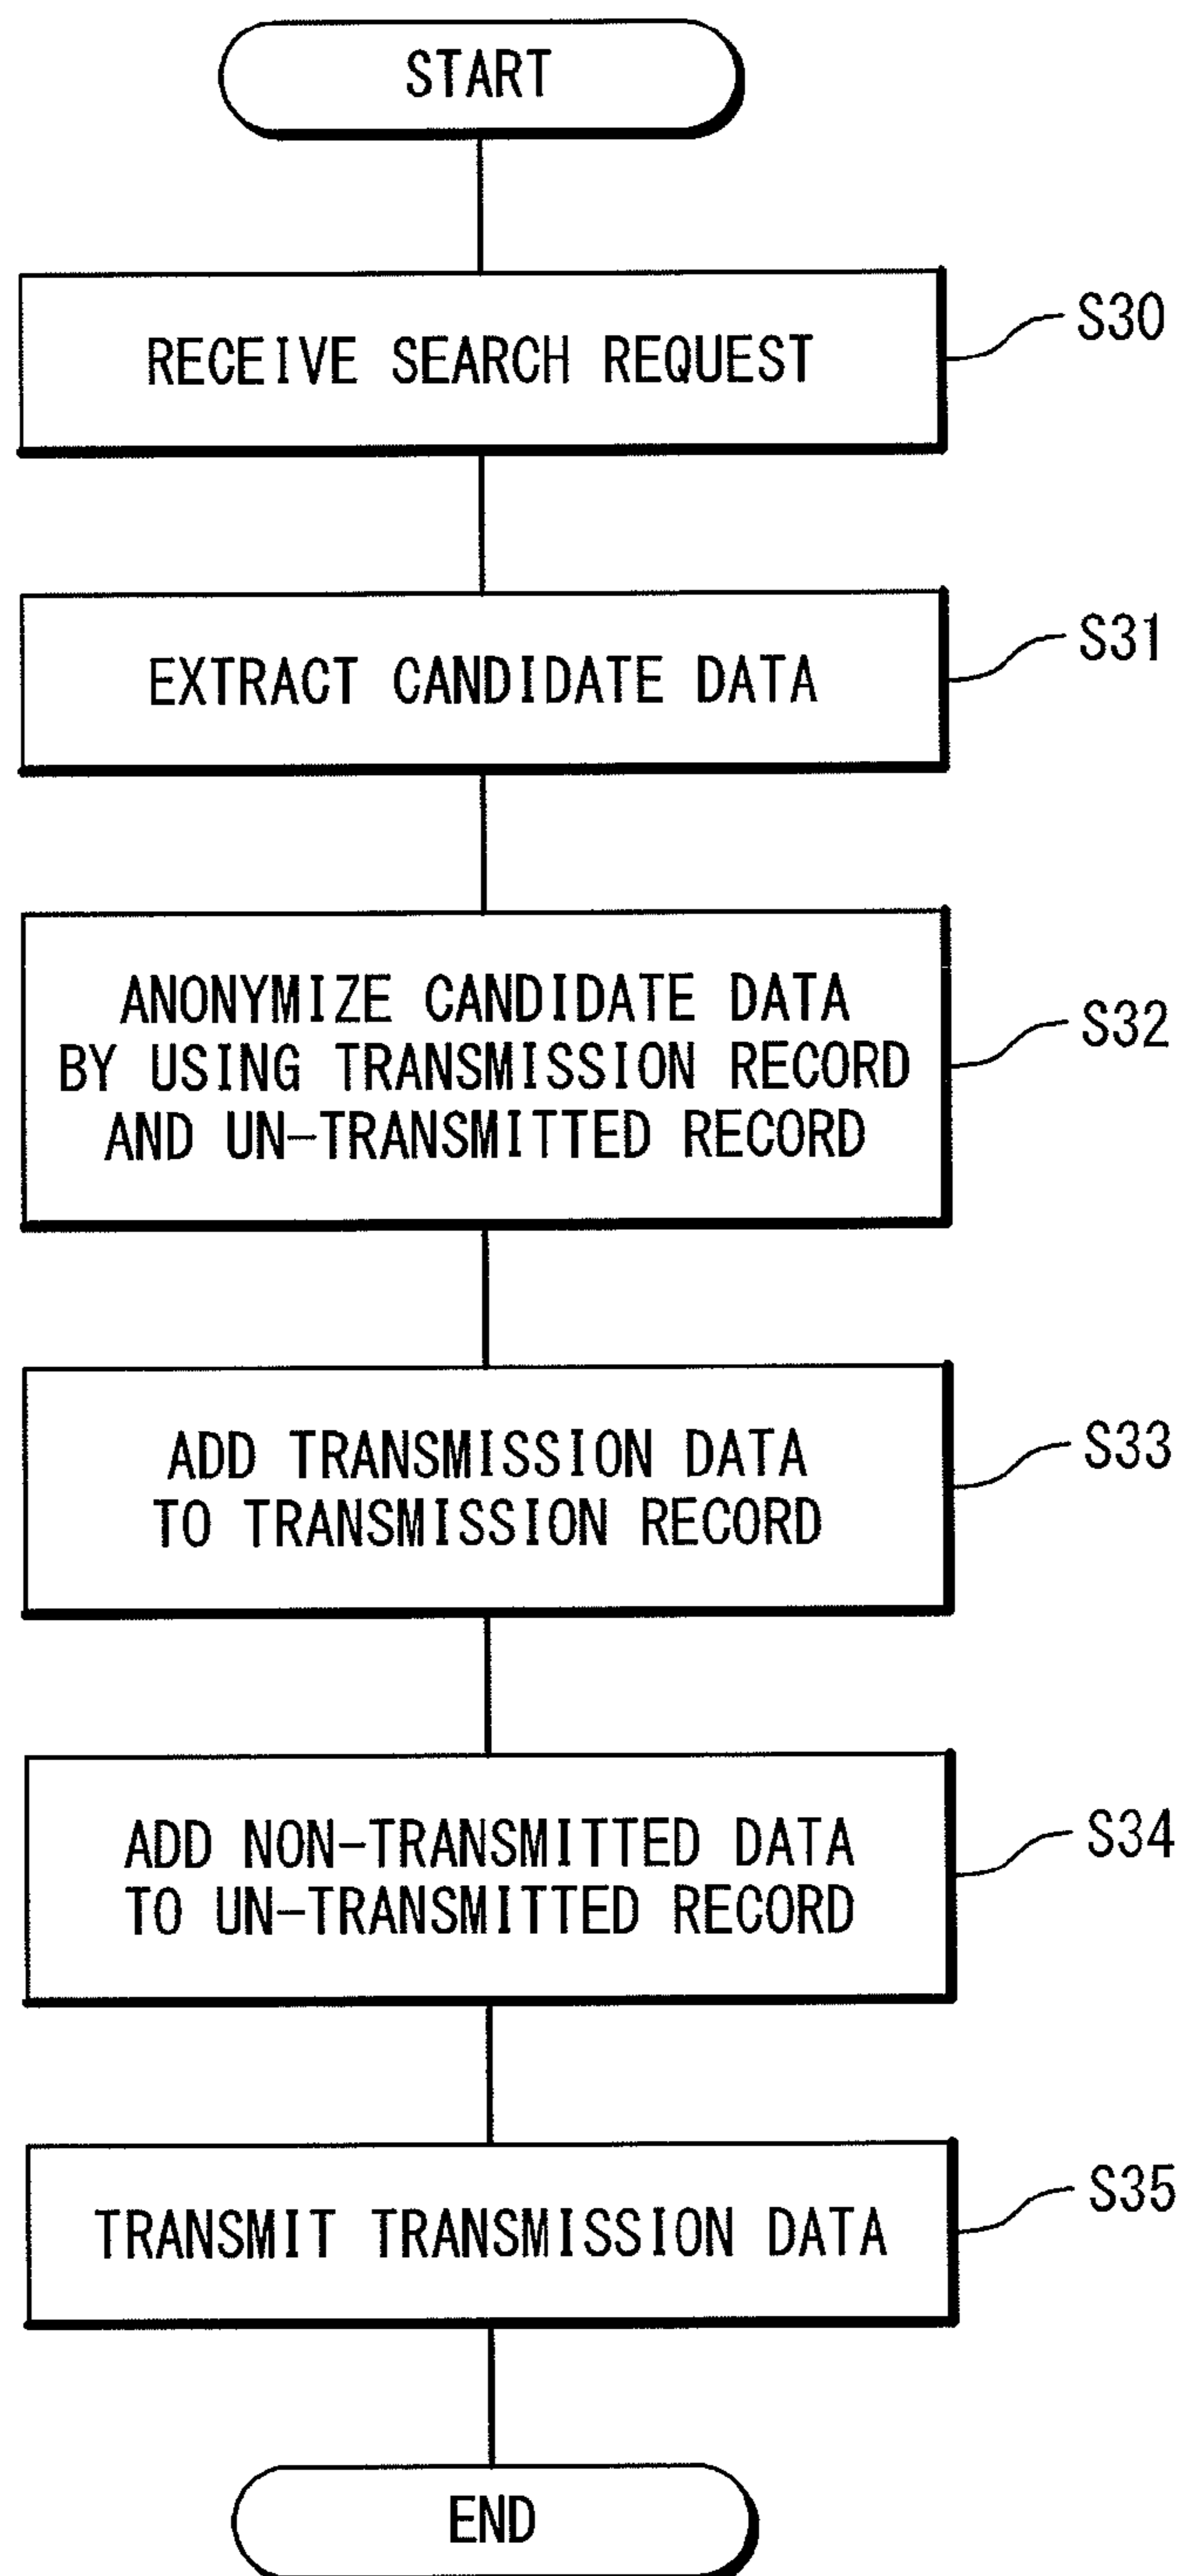 START
RECEIVE SEARCH REQUEST
S30
EXTRACT CANDIDATE DATA
S31
ANONYMIZE CANDIDATE DATA
BY USING TRANSMISSION RECORD
AND UN-TRANSMITTED RECORD
S32
ADD TRANSMISSION DATA
TO TRANSMISSION RECORD
S33
ADD NON-TRANSMITTED DATA
TO UN-TRANSMITTED RECORD
S34
TRANSMIT TRANSMISSION DATA
S35
END